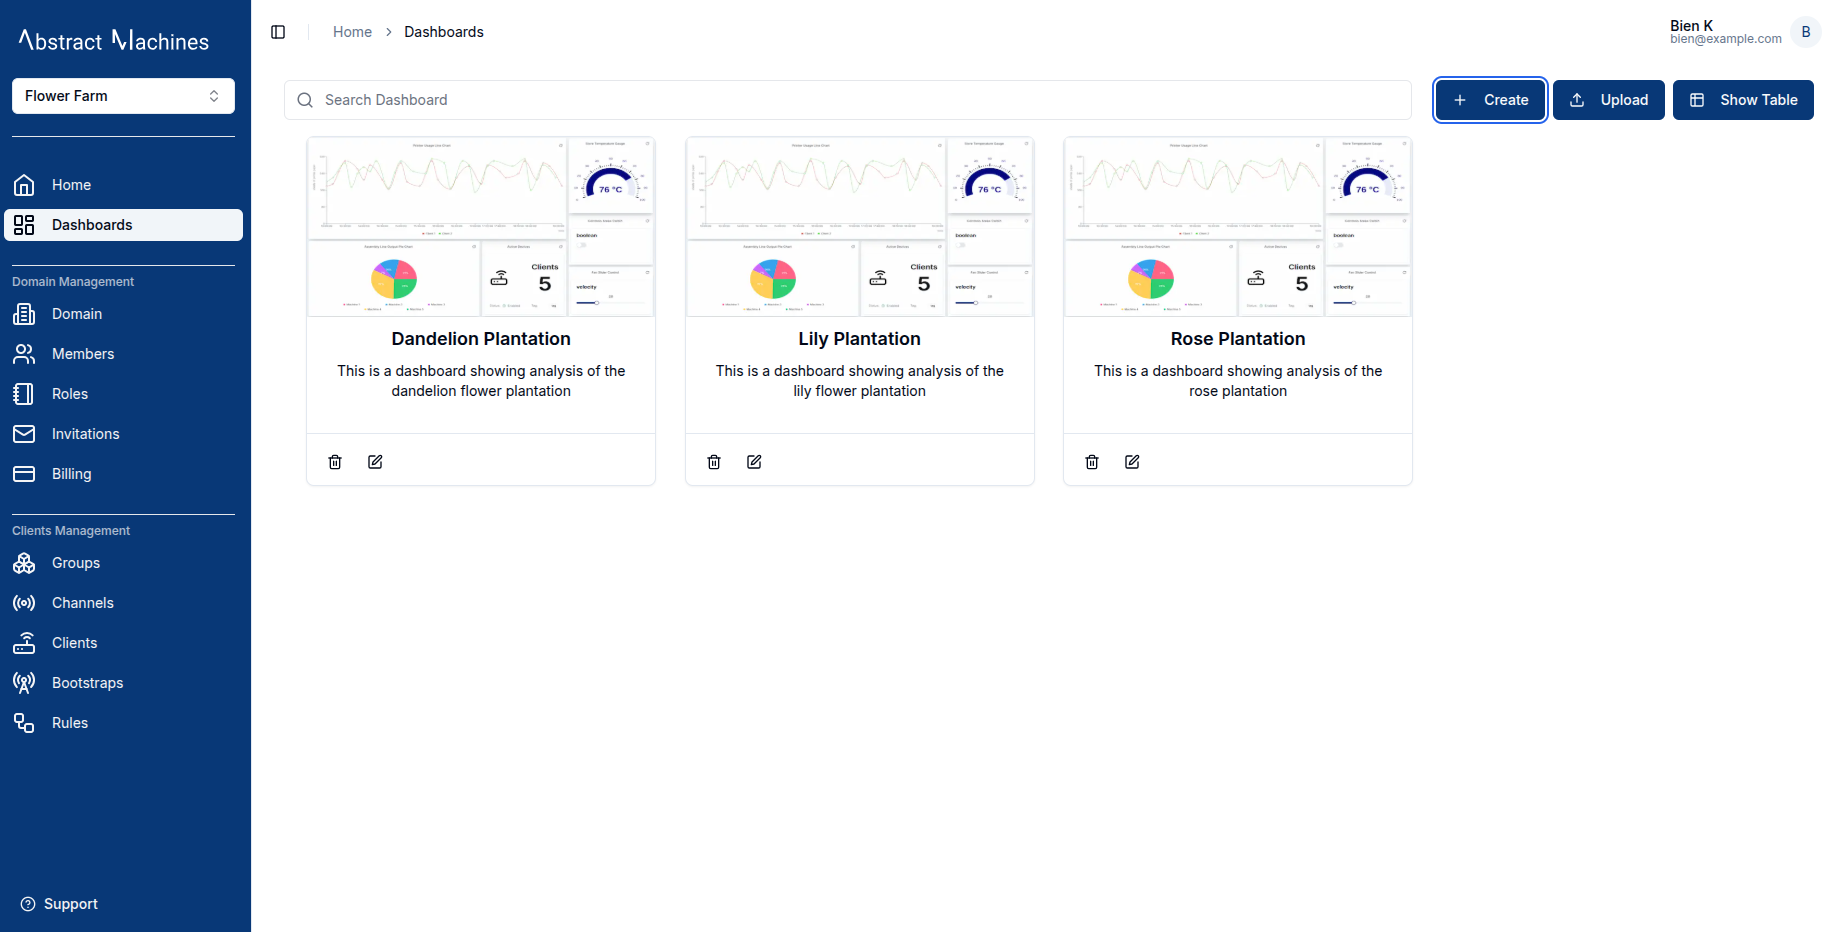 Abstract Machines
Flower Farm
Home
Dashboards
Domain Management
Domain
Members
Roles
Invitations
Billing
Clients Management
Groups
Channels
Clients
Bootstraps
Rules
Support
Home > Dashboards
Bien K
bien@example.com
B
Search Dashboard
Create
Upload
Show Table
76 °C
boolean
Clients
5
velocity
Dandelion Plantation
This is a dashboard showing analysis of the
dandelion flower plantation
76 °C
boolean
Clients
5
velocity
Lily Plantation
This is a dashboard showing analysis of the
lily flower plantation
76 °C
boolean
Clients
5
velocity
Rose Plantation
This is a dashboard showing analysis of the
rose plantation